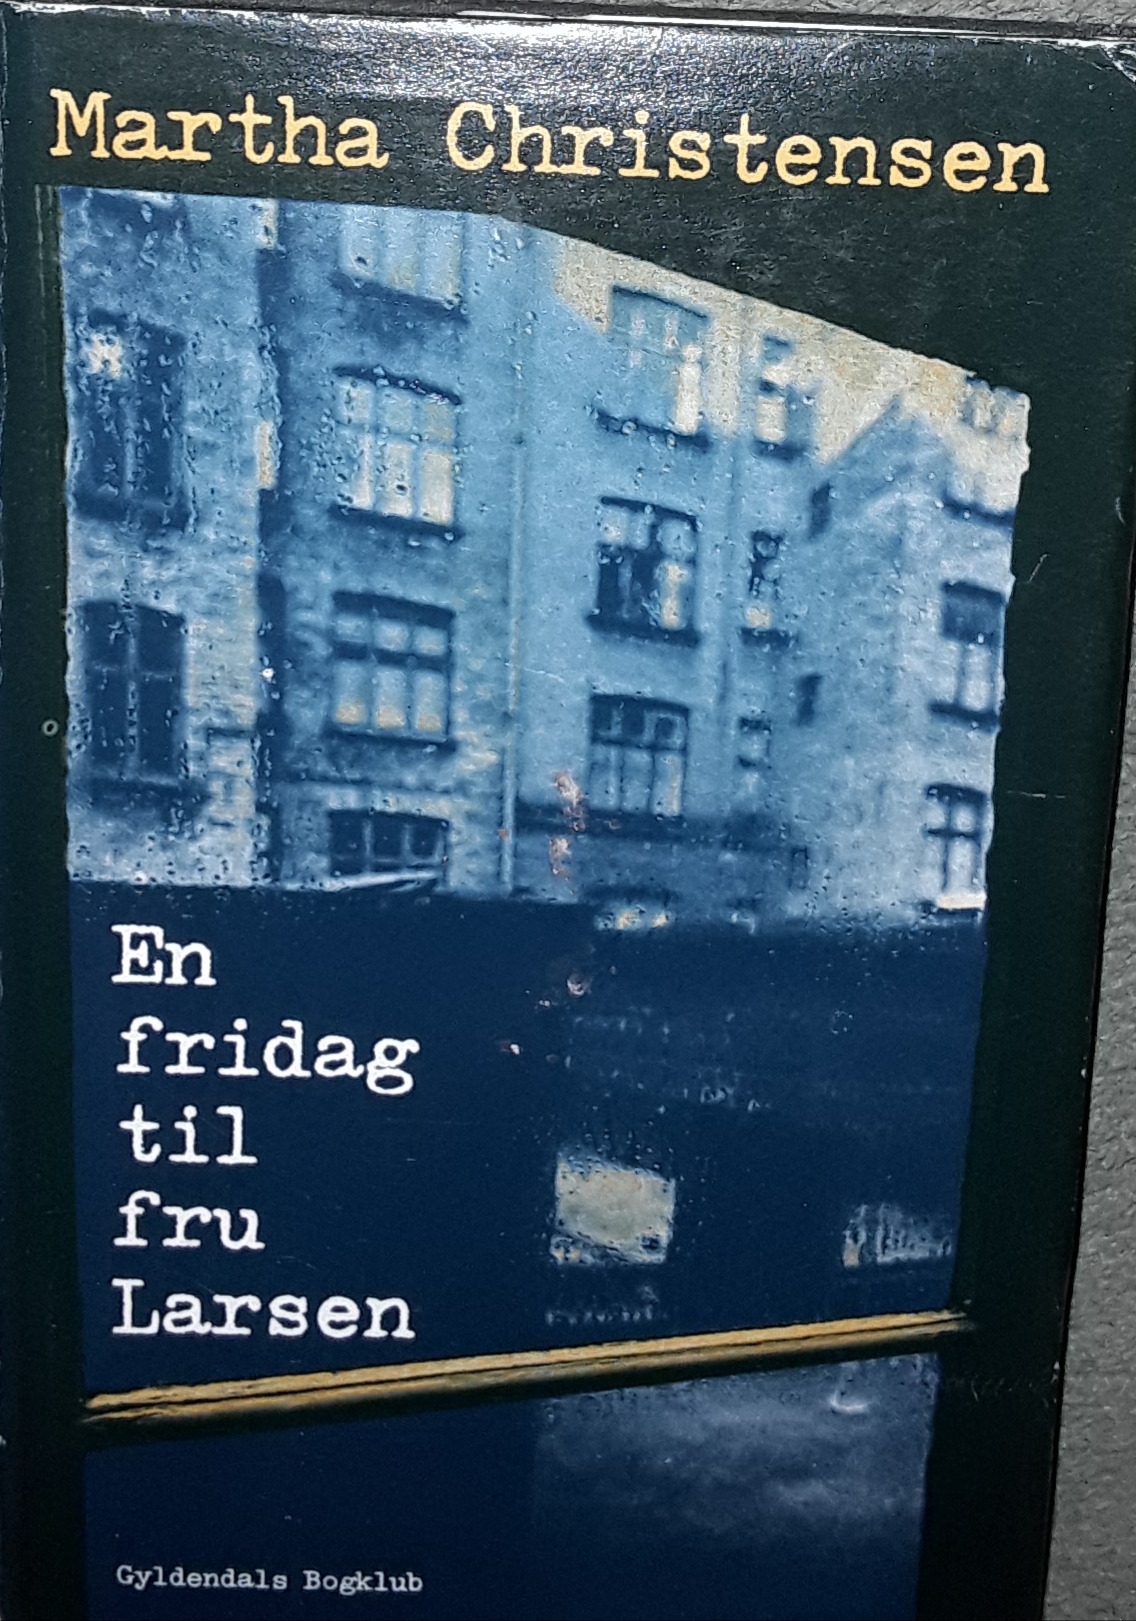 Martha Christensen
En
fridag
til
fru
Larsen
Gyldendals Bogklub